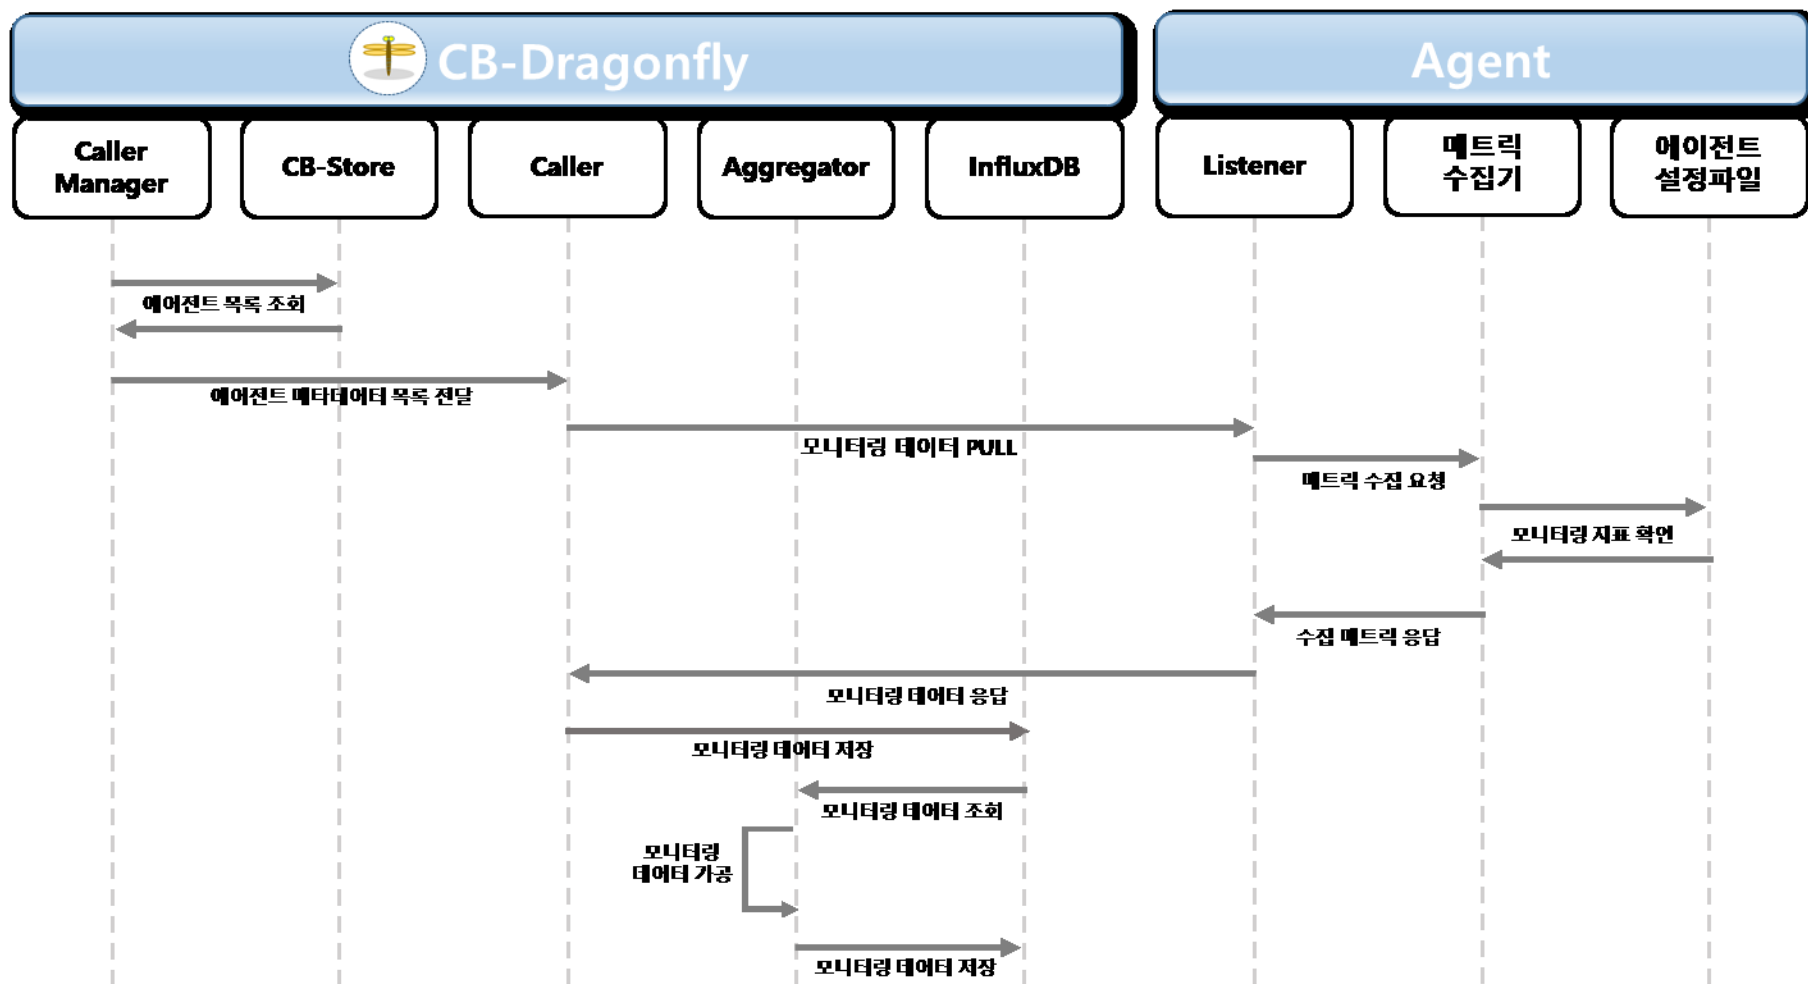 CB-Dragonfly
Agent
Caller
Manager
CB-Store
Caller
Aggregator
InfluxDB
Listener
메트릭
수집기
에이전트
설정파일
에이전트 목록 조회
에이전트 메타데이터 목록 전달
모니터링 데이터 PULL
메트릭 수집 요청
모니터링 지표 확인
수집 메트릭 응답
모니터링 데이터 응답
모니터링 데이터 저장
모니터링 데이터 조회
모니터링
데이터 가공
모니터링 데이터 저장